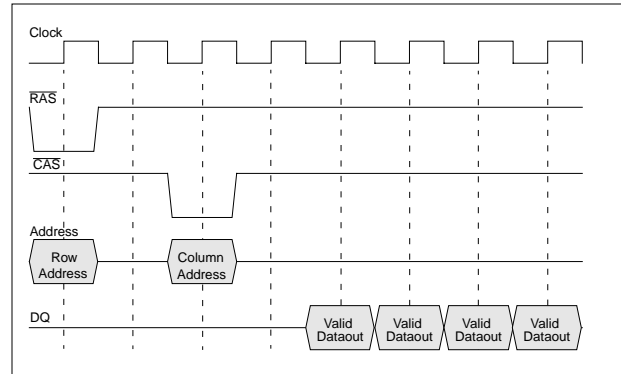 Clock
RAS
CAS
Address
Row
Address
Column
Address
DQ
Valid
Dataout
Valid
Dataout
Valid
Dataout
Valid
Dataout